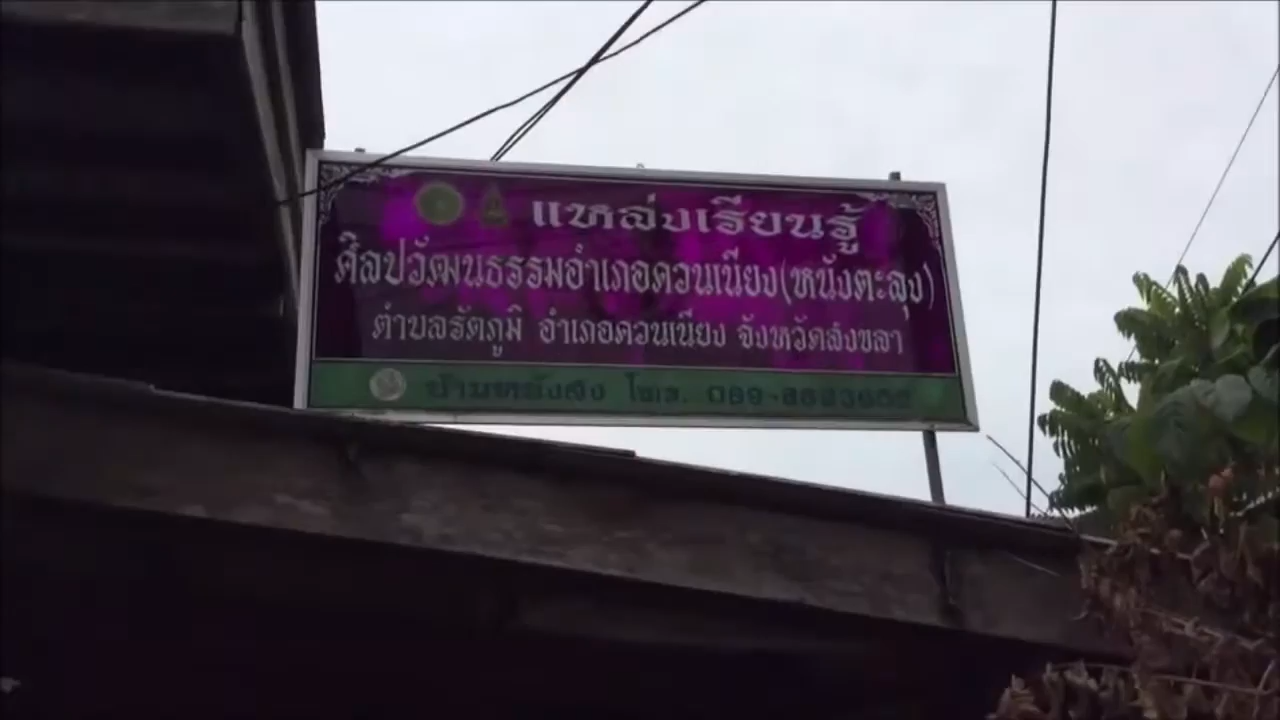 แหล่งเรียนรู้
ศิลปวัฒนธรรมอำเภอควนเนียง(หนังตะลุง)
ตำบลรัตภูมิ อำเภอควนเนียง จังหวัดสงขลา
บ้านหนังสง โทร.